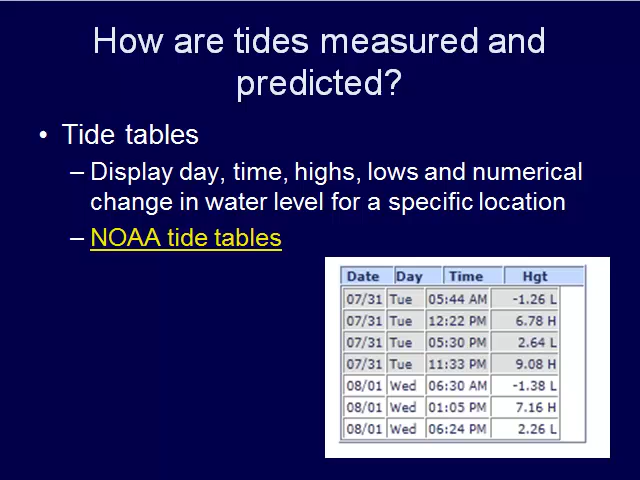 How are tides measured and
predicted?
• Tide tables
– Display day, time, highs, lows and numerical
change in water level for a specific location
– NOAA tide tables
Date Day Time Hgt
07/31 Tue 05:44 AM -1.26 L
07/31 Tue 12:22 PM 6.78 H
07/31 Tue 05:30 PM 2.64 L
07/31 Tue 11:33 PM 9.08 H
08/01 Wed 06:30 AM -1.38 L
08/01 Wed 01:05 PM 7.16 H
08/01 Wed 06:24 PM 2.26 L